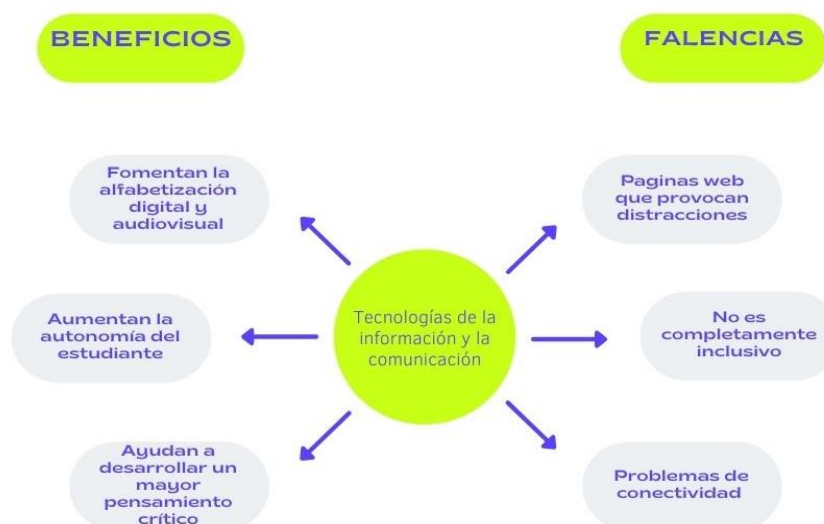 BENEFICIOS
FALENCIAS
Fomentan la
alfabetización
digital y
audiovisual
Paginas web
que provocan
distracciones
Aumentan la
autonomía del
estudiante
Tecnologías de la
información y la
comunicación
No es
completamente
inclusivo
Ayudan a
desarrollar un
mayor
pensamiento
crítico
Problemas de
conectividad